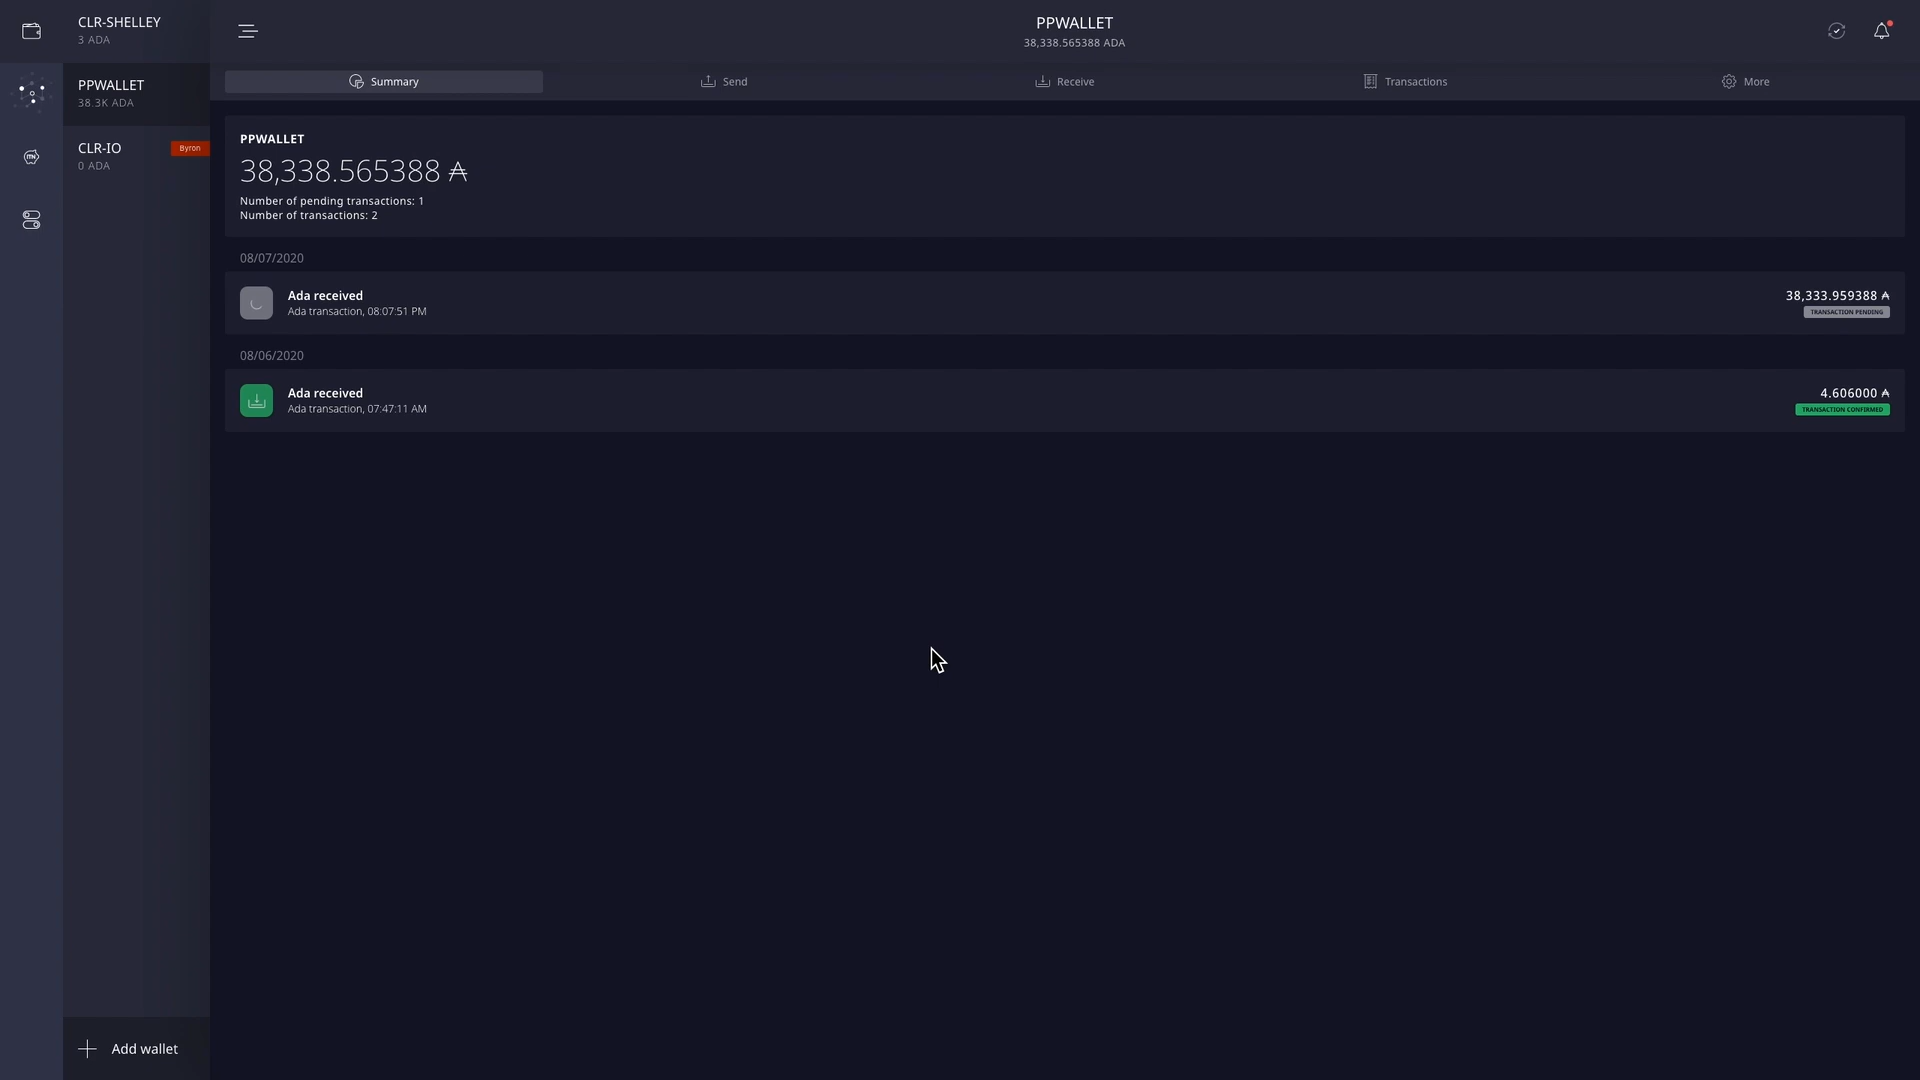 CLR-SHELLEY
3 ADA
PPWALLET
38.3K ADA
CLR-IO
Byron
0 ADA
Add wallet
PPWALLET
38,338.565388 ADA
Summary
Send
Receive
Transactions
More
PPWALLET
38,338.565388 ₳
Number of pending transactions: 1
Number of transactions: 2
08/07/2020
Ada received
Ada transaction, 08:07:51 PM
38,333.959388 ₳
TRANSACTION PENDING
08/06/2020
Ada received
Ada transaction, 07:47:11 AM
4.606000 ₳
TRANSACTION CONFIRMED